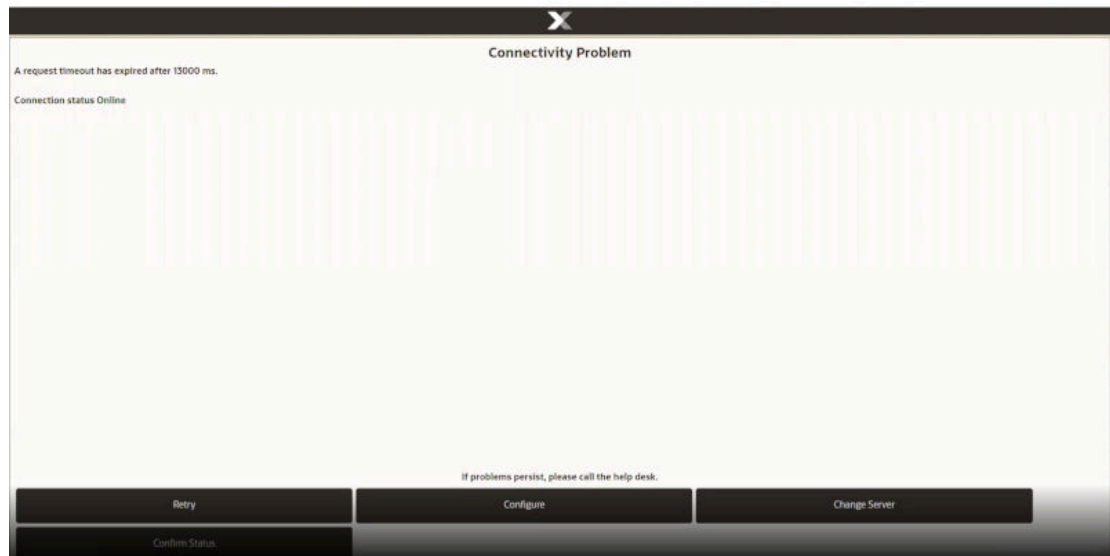 Connectivity Problem
A request timeout has expired after 13000 ms.
Connection status Online
If problems persist, please call the help desk.
Retry
Configure
Change Server
Confirm Status